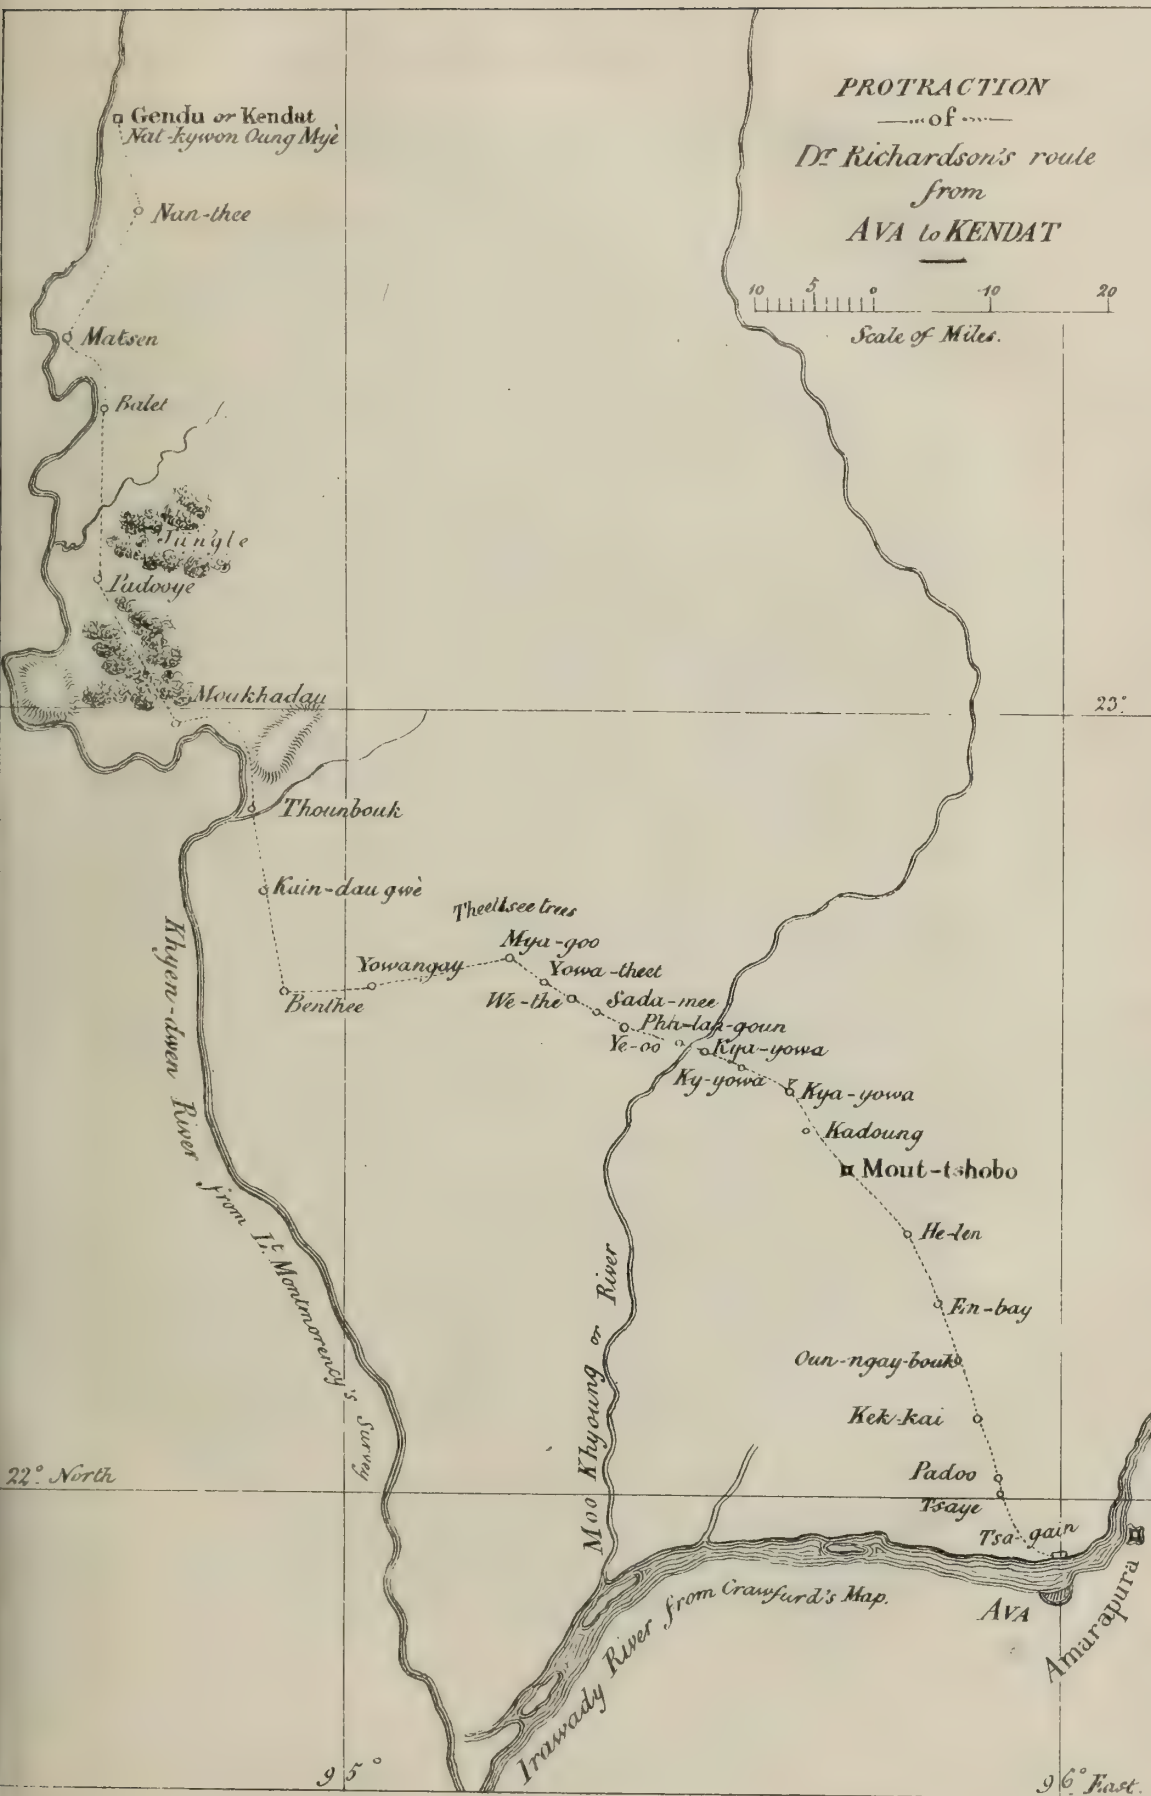 PROTRACTION
of
Dr. Richardson's route
from
AVA to KENDAT
10 5 0 10 20
Scale of Miles.
Gendu or Kendat
Nat-kywon Oung Myè
Nan-thee
Matsen
Balet
Jungle
Padooye
Moukhadau
23°
Thounbouk
Kain-dau gwè
Theethsee trees
Mya-goo
Yowangay
Yowa-theet
Benthee
We-the
Sada-mee
Pha-lan-goun
Ye-oo
Kya-yowa
Ky-yowa
Kya-yowa
Kadoung
Mout-tshobo
He-len
En-bay
Oun-ngay-bouk
Kek-kai
Padoo
Tsaye
Tsa-gain
22° North
Khyen-dwen River from Lt. Montmorency's Survey
Moo Khyoung or River
Irawady River from Crawfurd's Map.
AVA
Amarapura
95°
96° East.